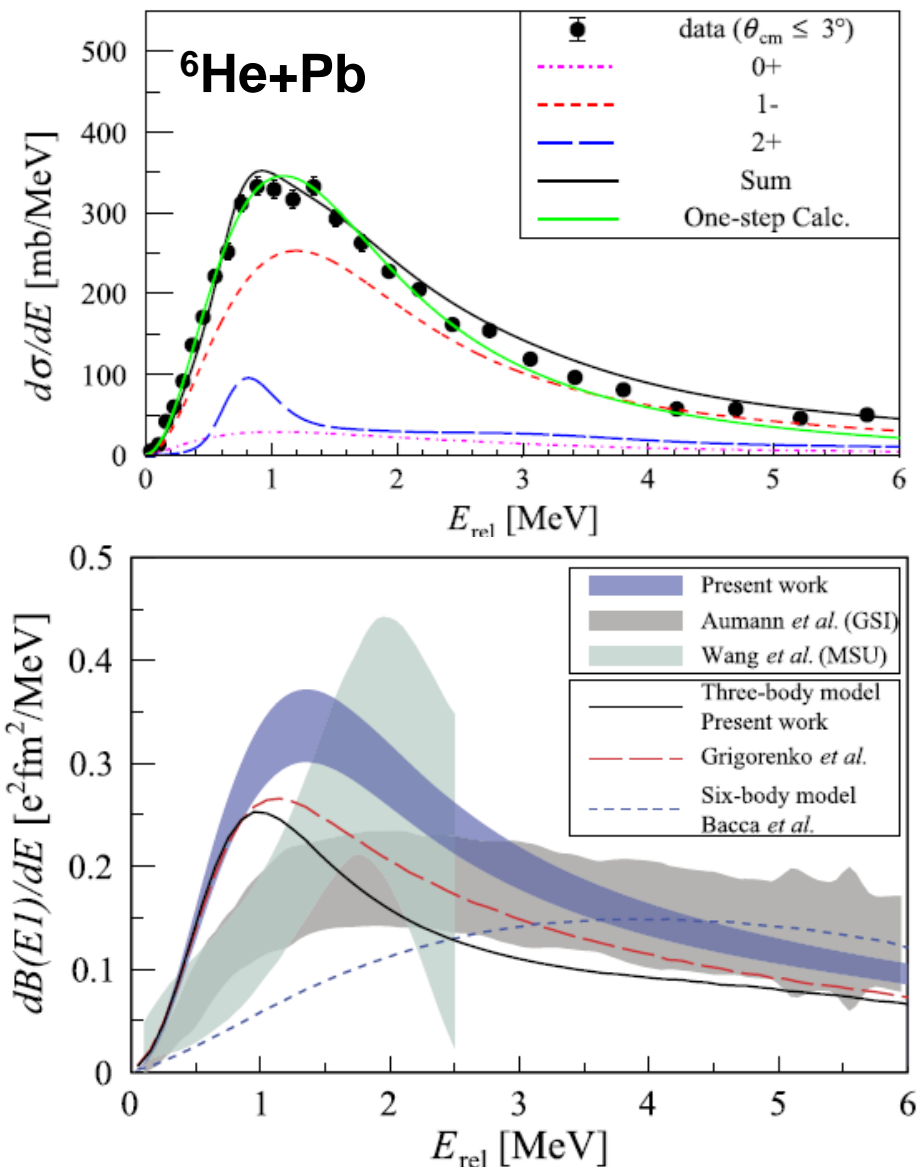 ⁶He+Pb
data (θcm ≤ 3°)
0+
1-
2+
Sum
One-step Calc.
dσ/dE [mb/MeV]
500
400
300
200
100
0
0 1 2 3 4 5 6
Erel [MeV]
Present work
Aumann et al. (GSI)
Wang et al. (MSU)
Three-body model
Present work
Grigorenko et al.
Six-body model
Bacca et al.
dB(E1)/dE [e²fm²/MeV]
0.5
0.4
0.3
0.2
0.1
0
0 1 2 3 4 5 6
Erel [MeV]